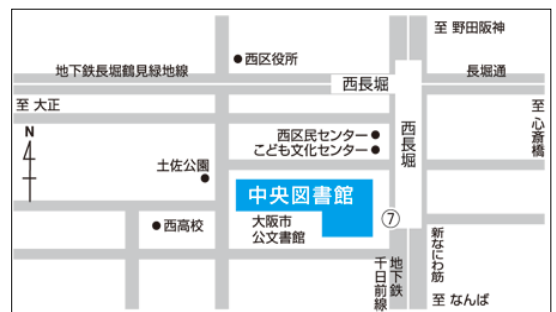 至 野田阪神
西区役所
地下鉄長堀鶴見緑地線
西長堀
長堀通
至 大正
至 心斎橋
N
西区民センター
こども文化センター
西長堀
土佐公園
中央図書館
西高校
大阪市
公文書館
⑦
新なにわ筋
地下鉄
千日前線
至 なんば